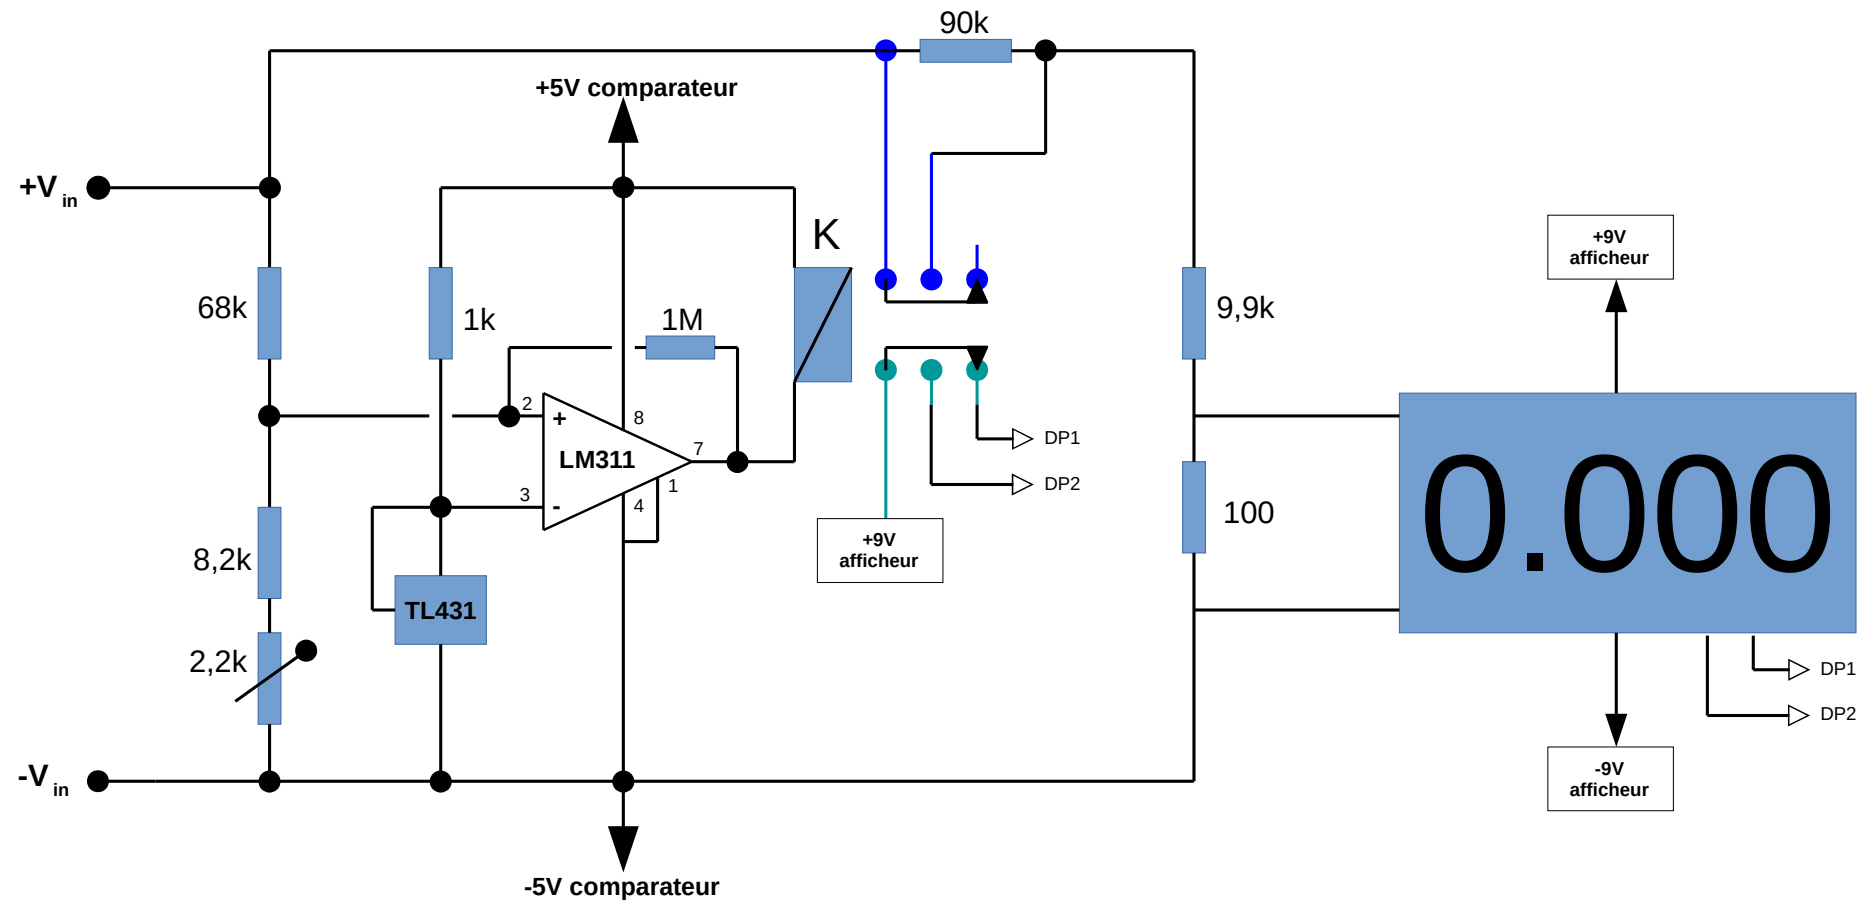 90k
+5V comparateur
+V in
K
68k
1k
1M
9,9k
+9V
afficheur
2
+
8
LM311
7
3
-
4
1
DP1
DP2
+9V
afficheur
100
0.000
8,2k
TL431
2,2k
DP1
DP2
-V in
-9V
afficheur
-5V comparateur